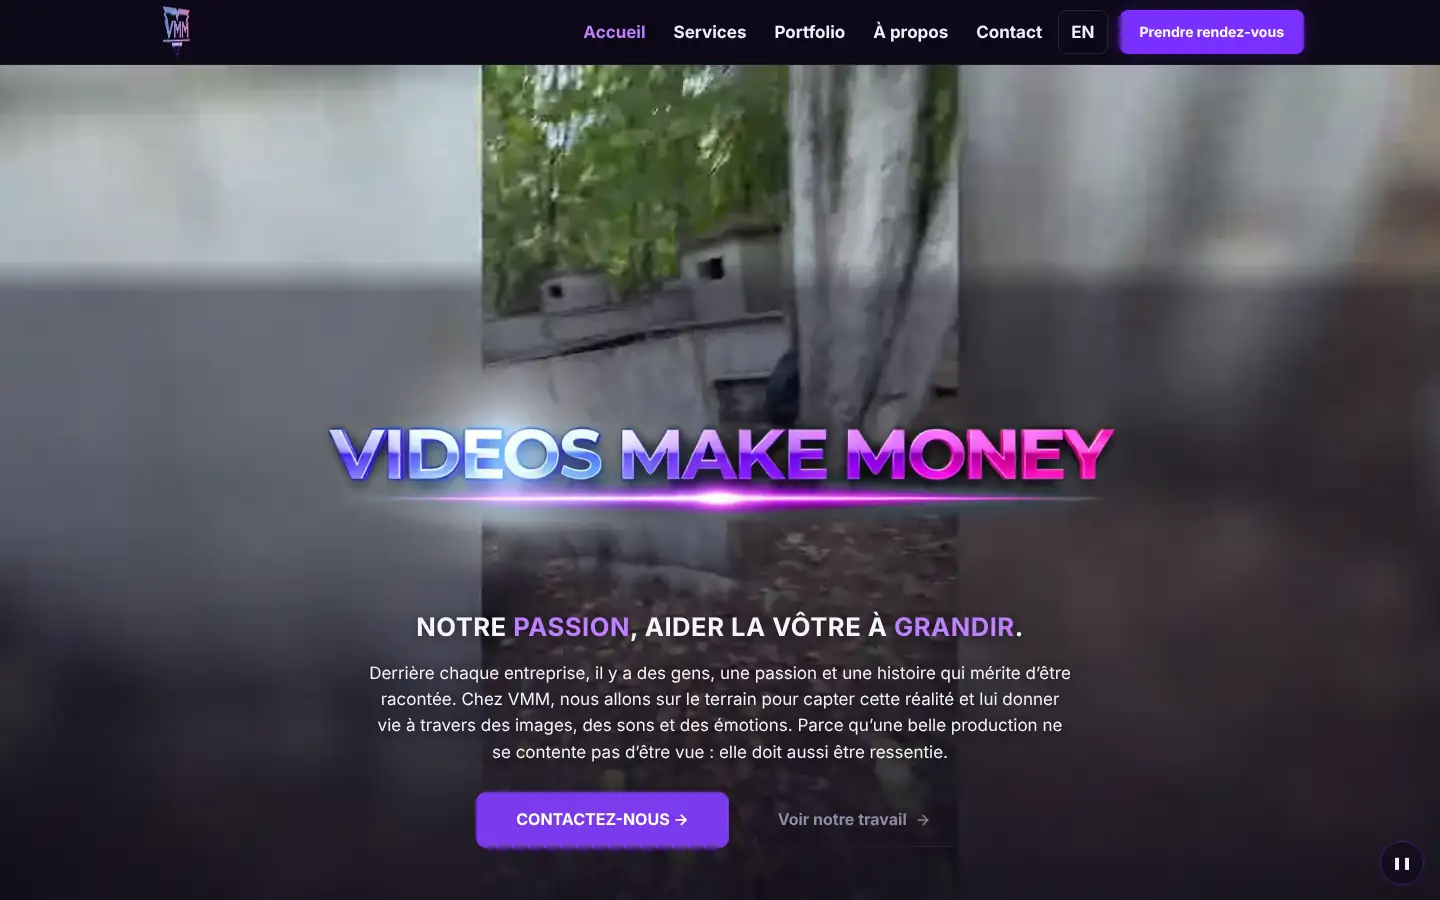 VMM
Accueil Services Portfolio À propos Contact EN Prendre rendez-vous
VIDEOS MAKE MONEY
NOTRE PASSION, AIDER LA VÔTRE À GRANDIR.
Derrière chaque entreprise, il y a des gens, une passion et une histoire qui mérite d’être
racontée. Chez VMM, nous allons sur le terrain pour capter cette réalité et lui donner
vie à travers des images, des sons et des émotions. Parce qu’une belle production ne
se contente pas d’être vue : elle doit aussi être ressentie.
CONTACTEZ-NOUS → Voir notre travail →